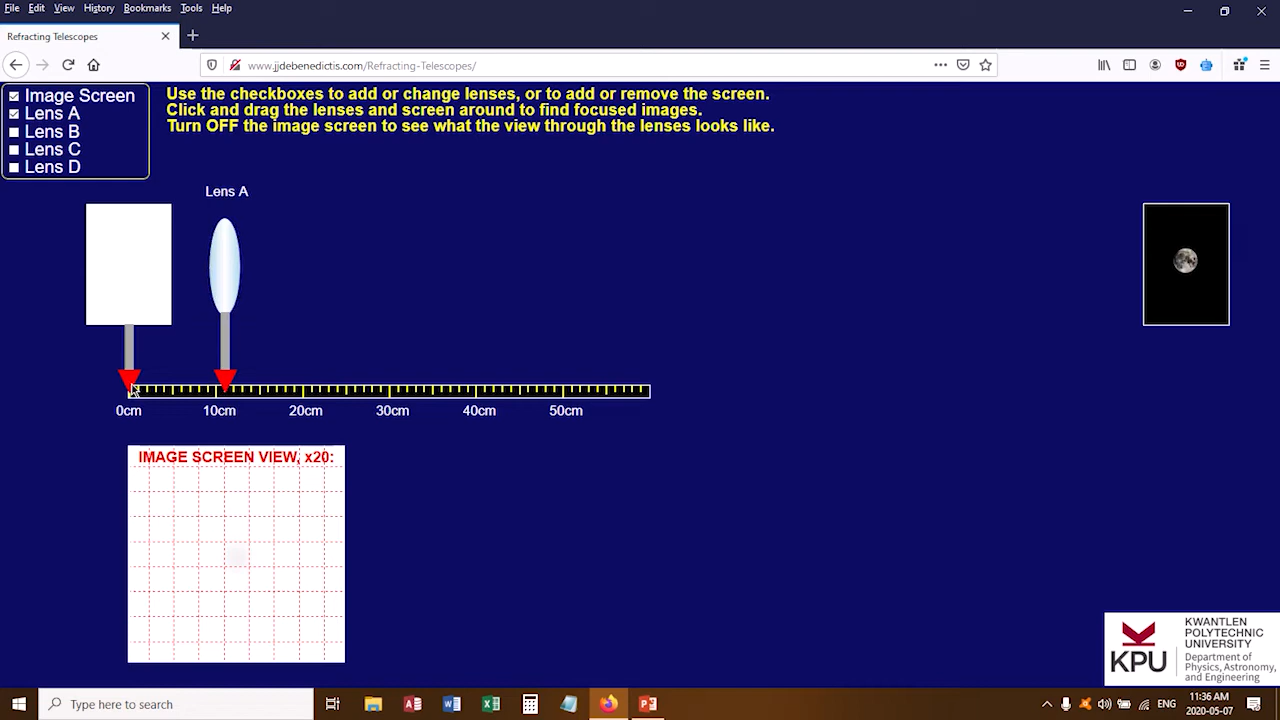 File Edit View History Bookmarks Tools Help
Refracting Telescopes
www.jjdebenedictis.com/Refracting-Telescopes/
Image Screen
Lens A
Lens B
Lens C
Lens D
Use the checkboxes to add or change lenses, or to add or remove the screen.
Click and drag the lenses and screen around to find focused images.
Turn OFF the image screen to see what the view through the lenses looks like.
Lens A
0cm 10cm 20cm 30cm 40cm 50cm
IMAGE SCREEN VIEW, x20:
KPU
KWANTLEN
POLYTECHNIC
UNIVERSITY
Department of
Physics, Astronomy,
and Engineering
Type here to search
ENG
11:36 AM
2020-05-07